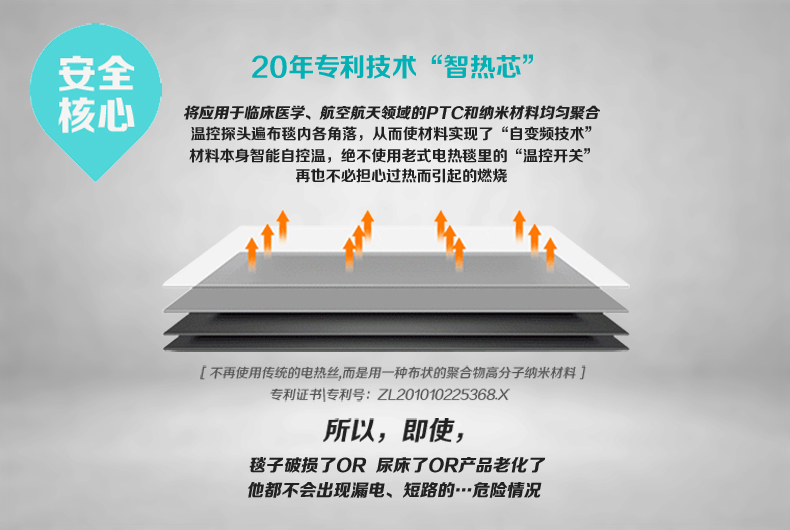 安全
核心
20年专利技术“智热芯”
将应用于临床医学、航空航天领域的PTC和纳米材料均匀聚合
温控探头遍布毯内各角落，从而使材料实现了“自变频技术”
材料本身智能自控温，绝不使用老式电热毯里的“温控开关”
再也不必担心过热而引起的燃烧
[ 不再使用传统的电热丝,而是用一种布状的聚合物高分子纳米材料 ]
专利证书\专利号：ZL201010225368.X
所以，即使，
毯子破损了OR 尿床了OR产品老化了
他都不会出现漏电、短路的…危险情况